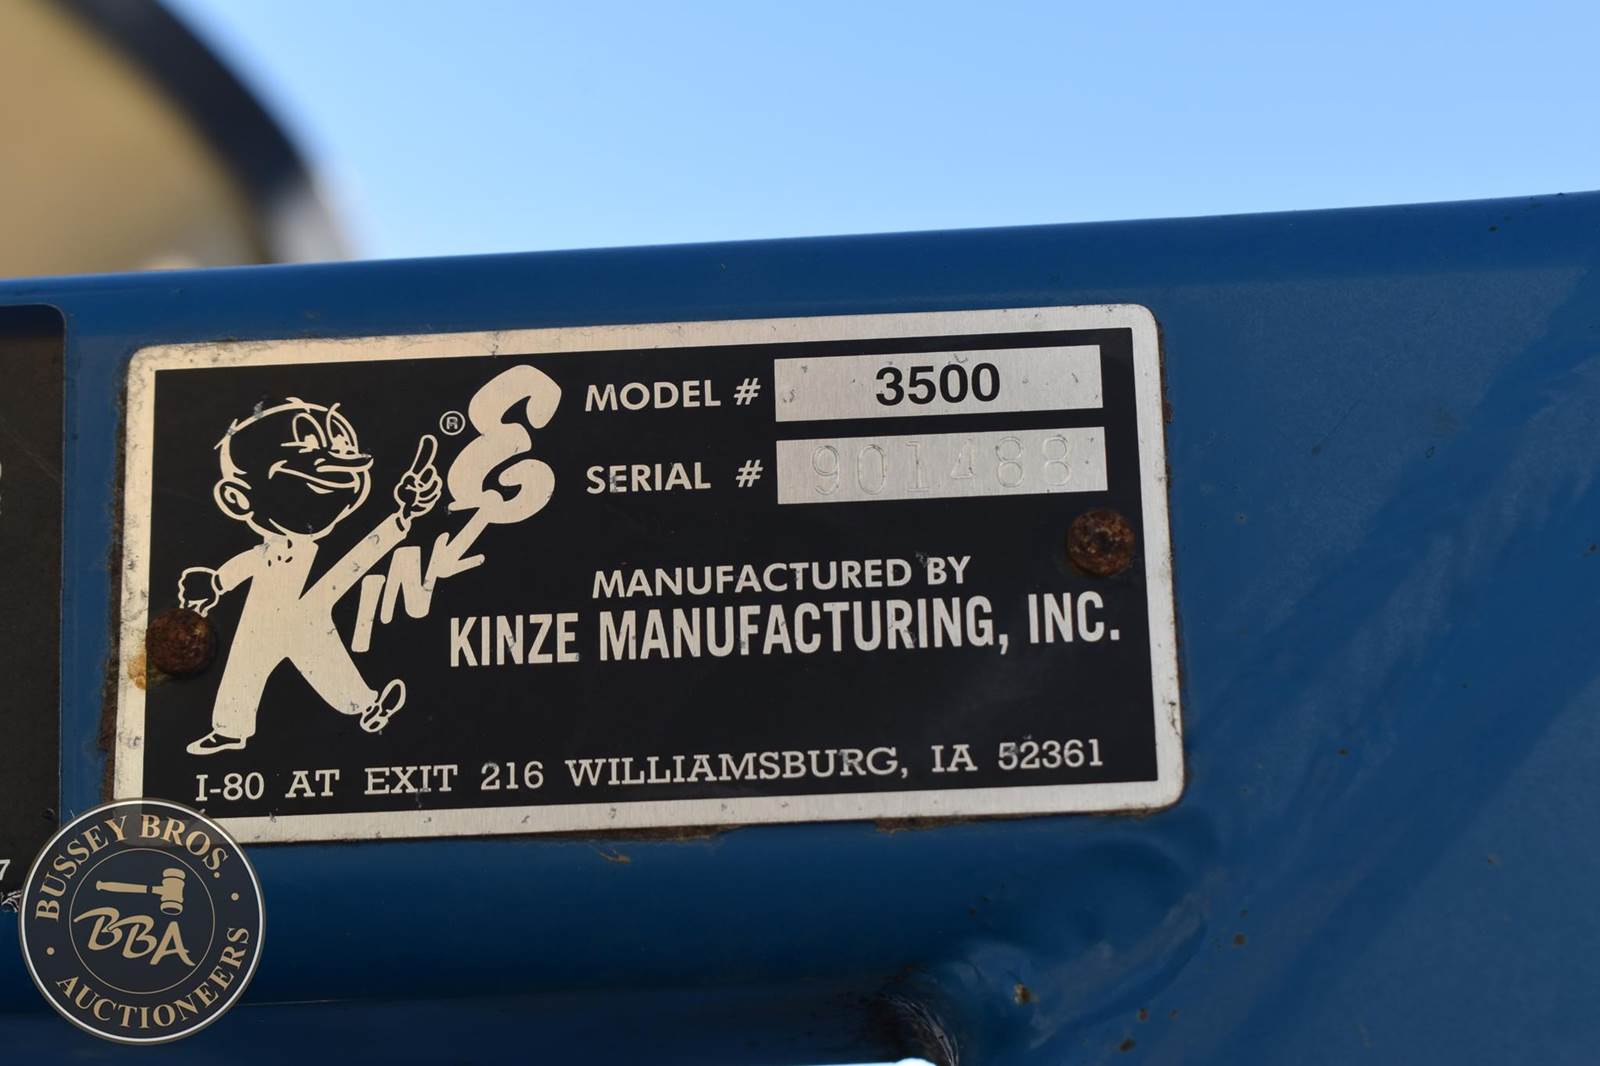 MODEL # 3500
SERIAL # 901488
KINZE ®
MANUFACTURED BY
KINZE MANUFACTURING, INC.
I-80 AT EXIT 216 WILLIAMSBURG, IA 52361
7
BUSSEY BROS.
BBA
• AUCTIONEERS •